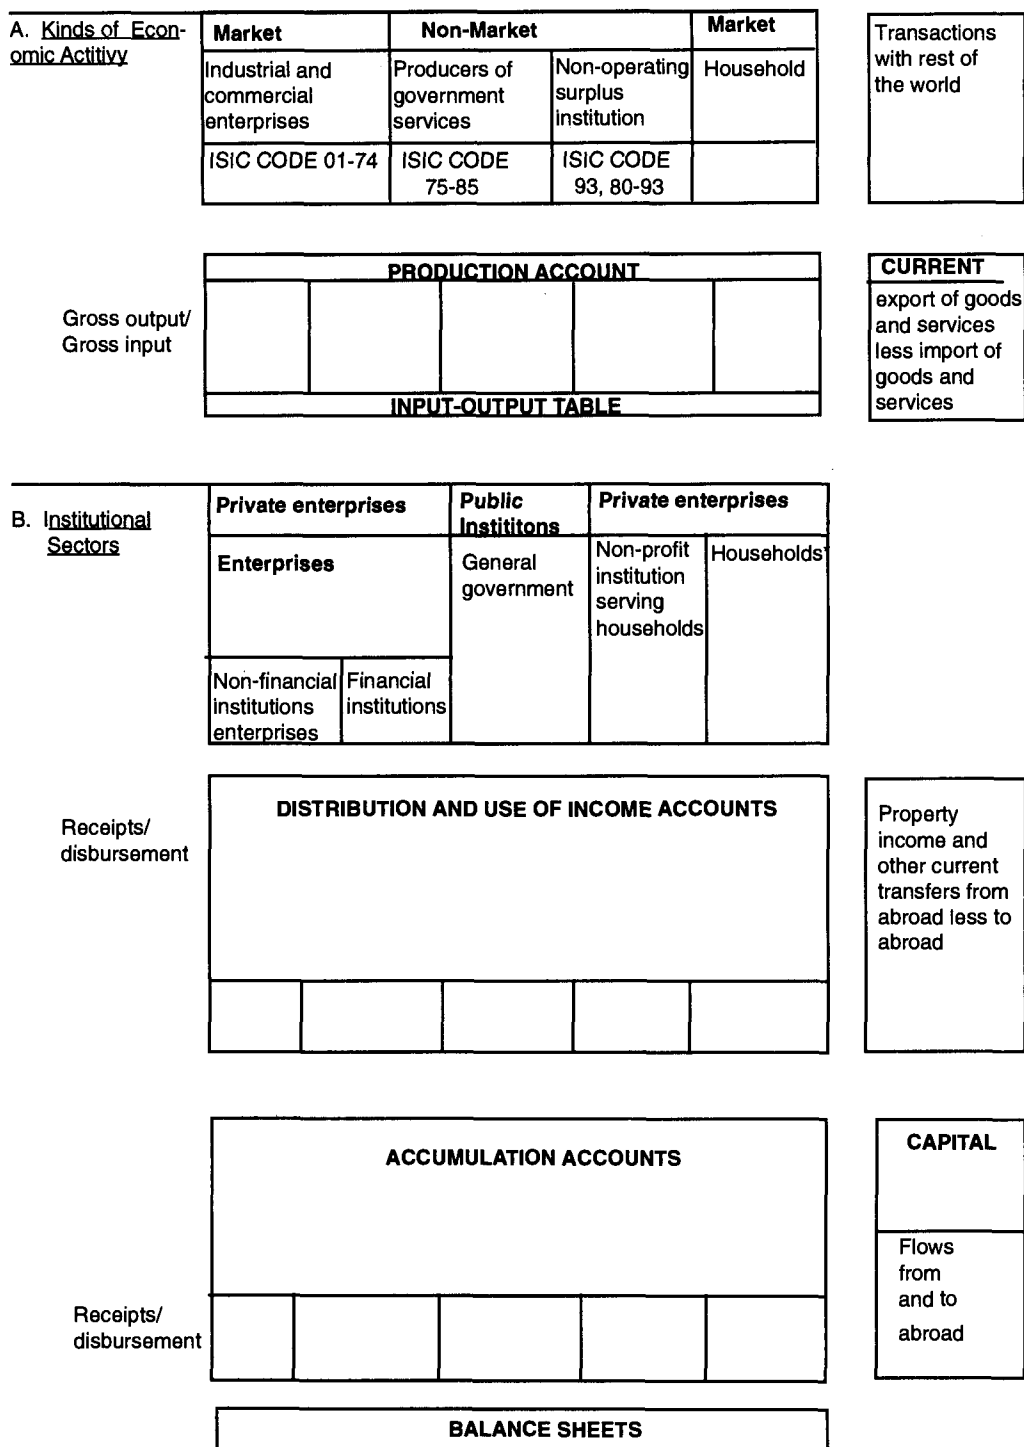 A. Kinds of Econ-
omic Actitivy
Market
Non-Market
Market
Industrial and
commercial
enterprises
Producers of
government
services
Non-operating
surplus
institution
Household
ISIC CODE 01-74
ISIC CODE
75-85
ISIC CODE
93, 80-93
Transactions
with rest of
the world
PRODUCTION ACCOUNT
Gross output/
Gross input
INPUT-OUTPUT TABLE
CURRENT
export of goods
and services
less import of
goods and
services
B. Institutional
Sectors
Private enterprises
Public
Instititons
Private enterprises
Enterprises
General
government
Non-profit
institution
serving
households
Households
Non-financial
institutions
enterprises
Financial
institutions
DISTRIBUTION AND USE OF INCOME ACCOUNTS
Receipts/
disbursement
Property
income and
other current
transfers from
abroad less to
abroad
ACCUMULATION ACCOUNTS
Receipts/
disbursement
CAPITAL
Flows
from
and to
abroad
BALANCE SHEETS